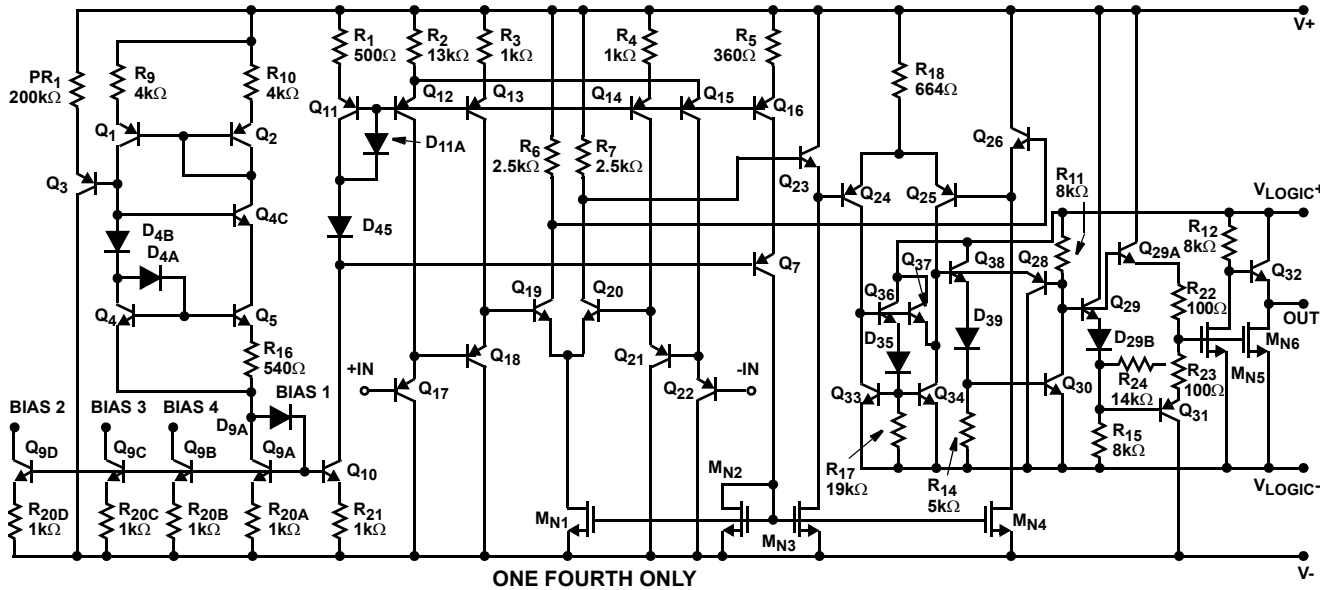 V+
PR1
200kΩ
R9
4kΩ
R10
4kΩ
R1
500Ω
R2
13kΩ
R3
1kΩ
R4
1kΩ
R5
360Ω
R18
664Ω
Q1
Q2
Q3
Q4C
D4B
D4A
Q4
Q5
R16
540Ω
Q11
Q12
Q13
Q14
Q15
Q16
D11A
D45
R6
2.5kΩ
R7
2.5kΩ
Q23
Q24
Q25
Q26
R11
8kΩ
VLOGIC+
R12
8kΩ
Q7
Q19
Q20
Q18
Q21
Q17
Q22
+IN
-IN
Q36
Q37
Q38
Q28
Q29A
Q29
Q32
D35
D39
D29B
R22
100Ω
OUT
MN6
MN5
R23
100Ω
R24
14kΩ
Q33
Q34
Q30
Q31
R17
19kΩ
R14
5kΩ
R15
8kΩ
VLOGIC-
BIAS 2
BIAS 3
BIAS 4
BIAS 1
D9A
Q9D
Q9C
Q9B
Q9A
Q10
R20D
1kΩ
R20C
1kΩ
R20B
1kΩ
R20A
1kΩ
R21
1kΩ
MN1
MN2
MN3
MN4
V-
ONE FOURTH ONLY